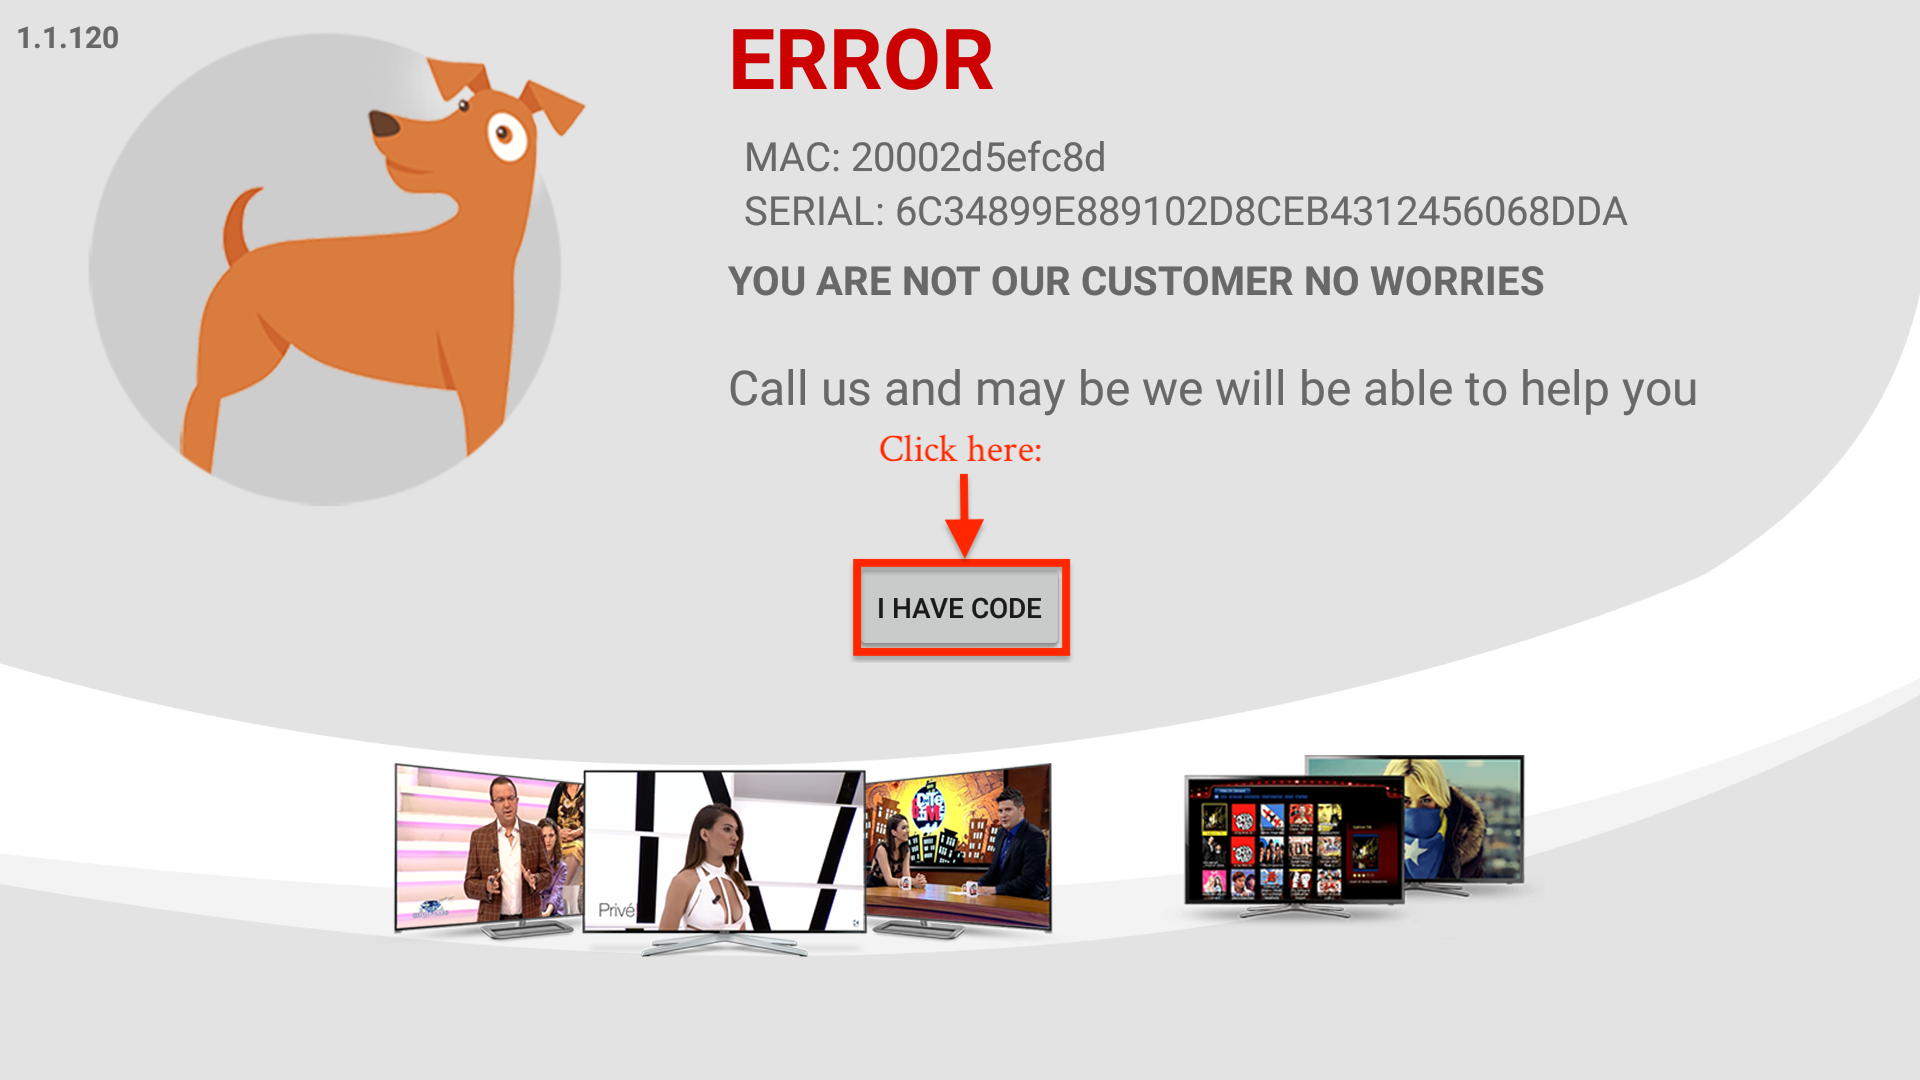 1.1.120
ERROR
MAC: 20002d5efc8d
SERIAL: 6C34899E889102D8CEB4312456068DDA
YOU ARE NOT OUR CUSTOMER NO WORRIES
Call us and may be we will be able to help you
Click here:
I HAVE CODE
Privé